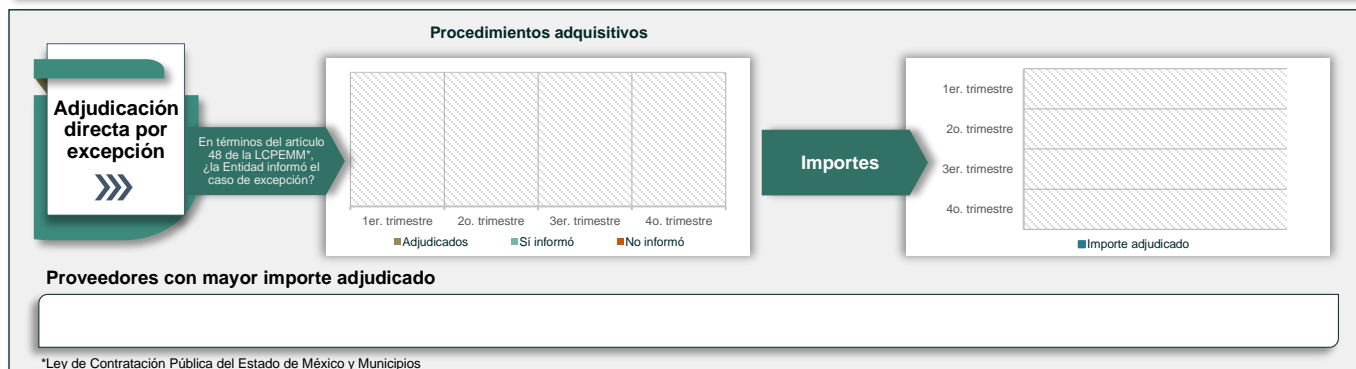 Procedimientos adquisitivos
Adjudicación
directa por
excepción
En términos del artículo
48 de la LCPEMM*,
¿la Entidad informó el
caso de excepción?
1er. trimestre
2o. trimestre
3er. trimestre
4o. trimestre
Adjudicados
Sí informó
No informó
Importes
1er. trimestre
2o. trimestre
3er. trimestre
4o. trimestre
Importe adjudicado
Proveedores con mayor importe adjudicado
*Ley de Contratación Pública del Estado de México y Municipios